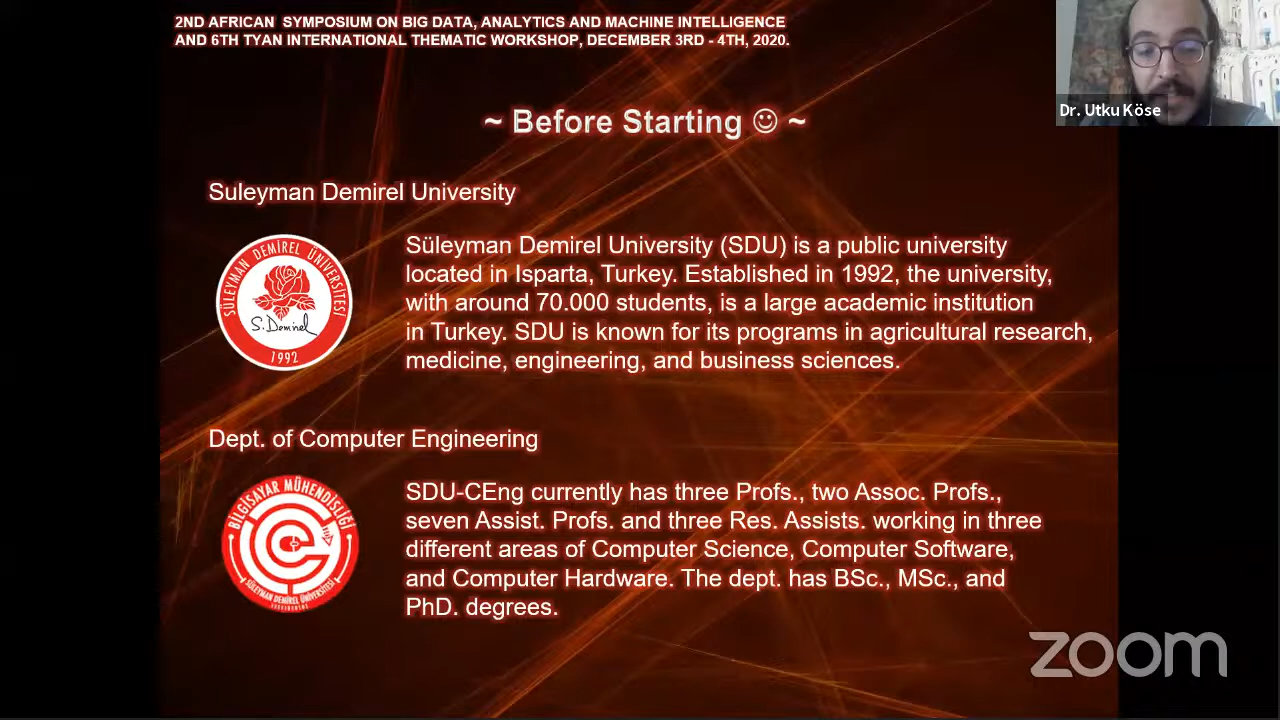 2ND AFRICAN SYMPOSIUM ON BIG DATA, ANALYTICS AND MACHINE INTELLIGENCE
AND 6TH TYAN INTERNATIONAL THEMATIC WORKSHOP, DECEMBER 3RD - 4TH, 2020.
Dr. Utku Köse
~ Before Starting ☺ ~
Suleyman Demirel University
SÜLEYMAN DEMİREL ÜNİVERSİTESİ
S. Demirel
1992
Süleyman Demirel University (SDU) is a public university
located in Isparta, Turkey. Established in 1992, the university,
with around 70.000 students, is a large academic institution
in Turkey. SDU is known for its programs in agricultural research,
medicine, engineering, and business sciences.
Dept. of Computer Engineering
BİLGİSAYAR MÜHENDİSLİĞİ
SÜLEYMAN DEMİREL ÜNİVERSİTESİ
SDU-CEng currently has three Profs., two Assoc. Profs.,
seven Assist. Profs. and three Res. Assists. working in three
different areas of Computer Science, Computer Software,
and Computer Hardware. The dept. has BSc., MSc., and
PhD. degrees.
zoom